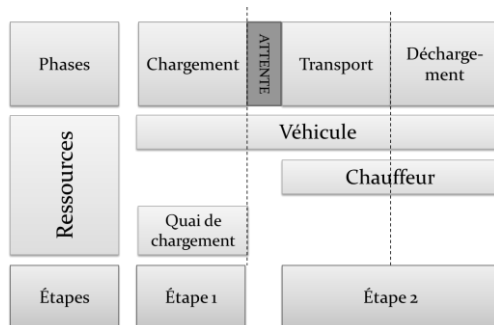 Phases
Chargement
ATTENTE
Transport
Décharge-
ment
Ressources
Véhicule
Chauffeur
Quai de
chargement
Étapes
Étape 1
Étape 2